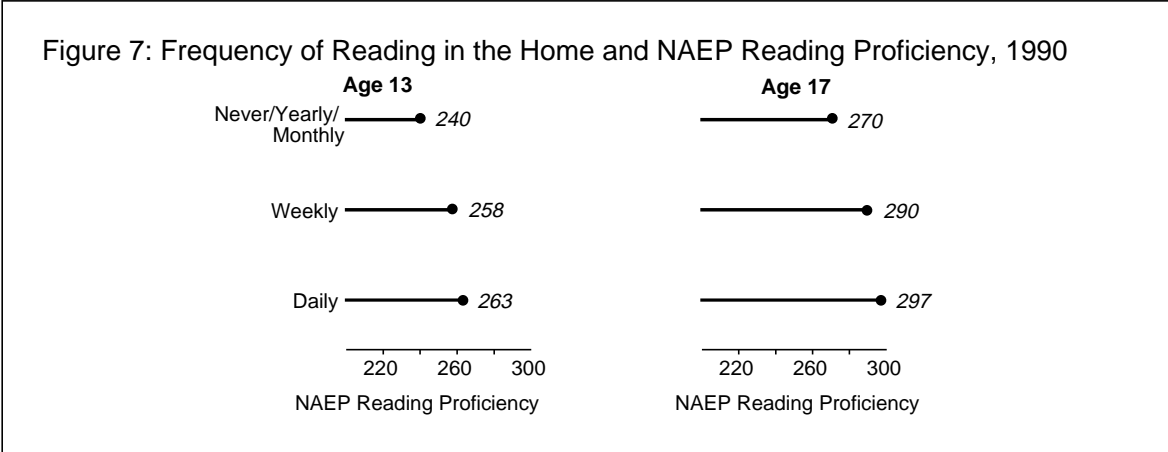 Figure 7: Frequency of Reading in the Home and NAEP Reading Proficiency, 1990
Age 13
Age 17
Never/Yearly/
Monthly
240
270
Weekly
258
290
Daily
263
297
220 260 300
220 260 300
NAEP Reading Proficiency
NAEP Reading Proficiency